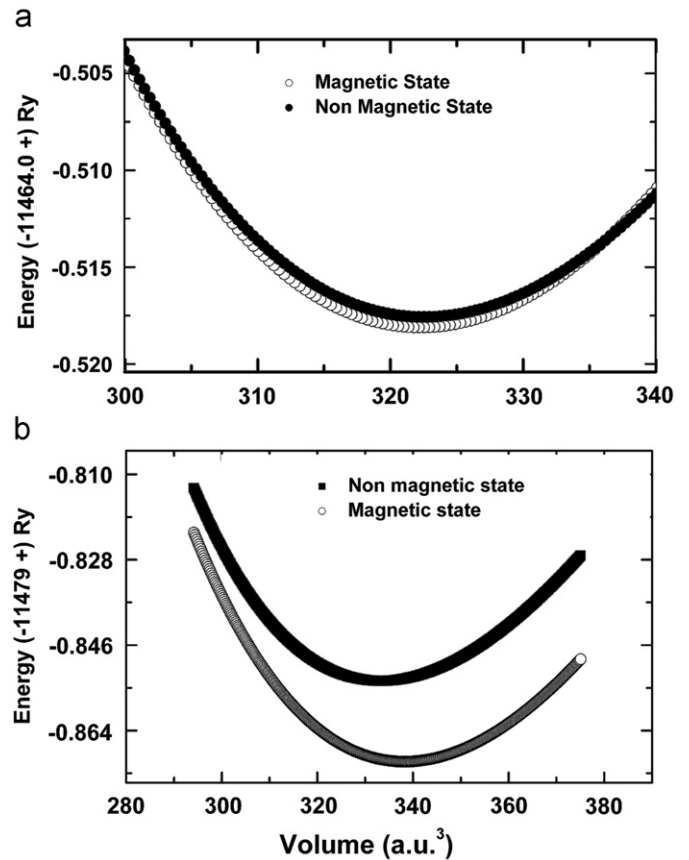 a
Energy (-11464.0 +) Ry
-0.505
-0.510
-0.515
-0.520
○ Magnetic State
● Non Magnetic State
300 310 320 330 340
b
Energy (-11479 +) Ry
-0.810
-0.828
-0.846
-0.864
■ Non magnetic state
○ Magnetic state
280 300 320 340 360 380
Volume (a.u.³)